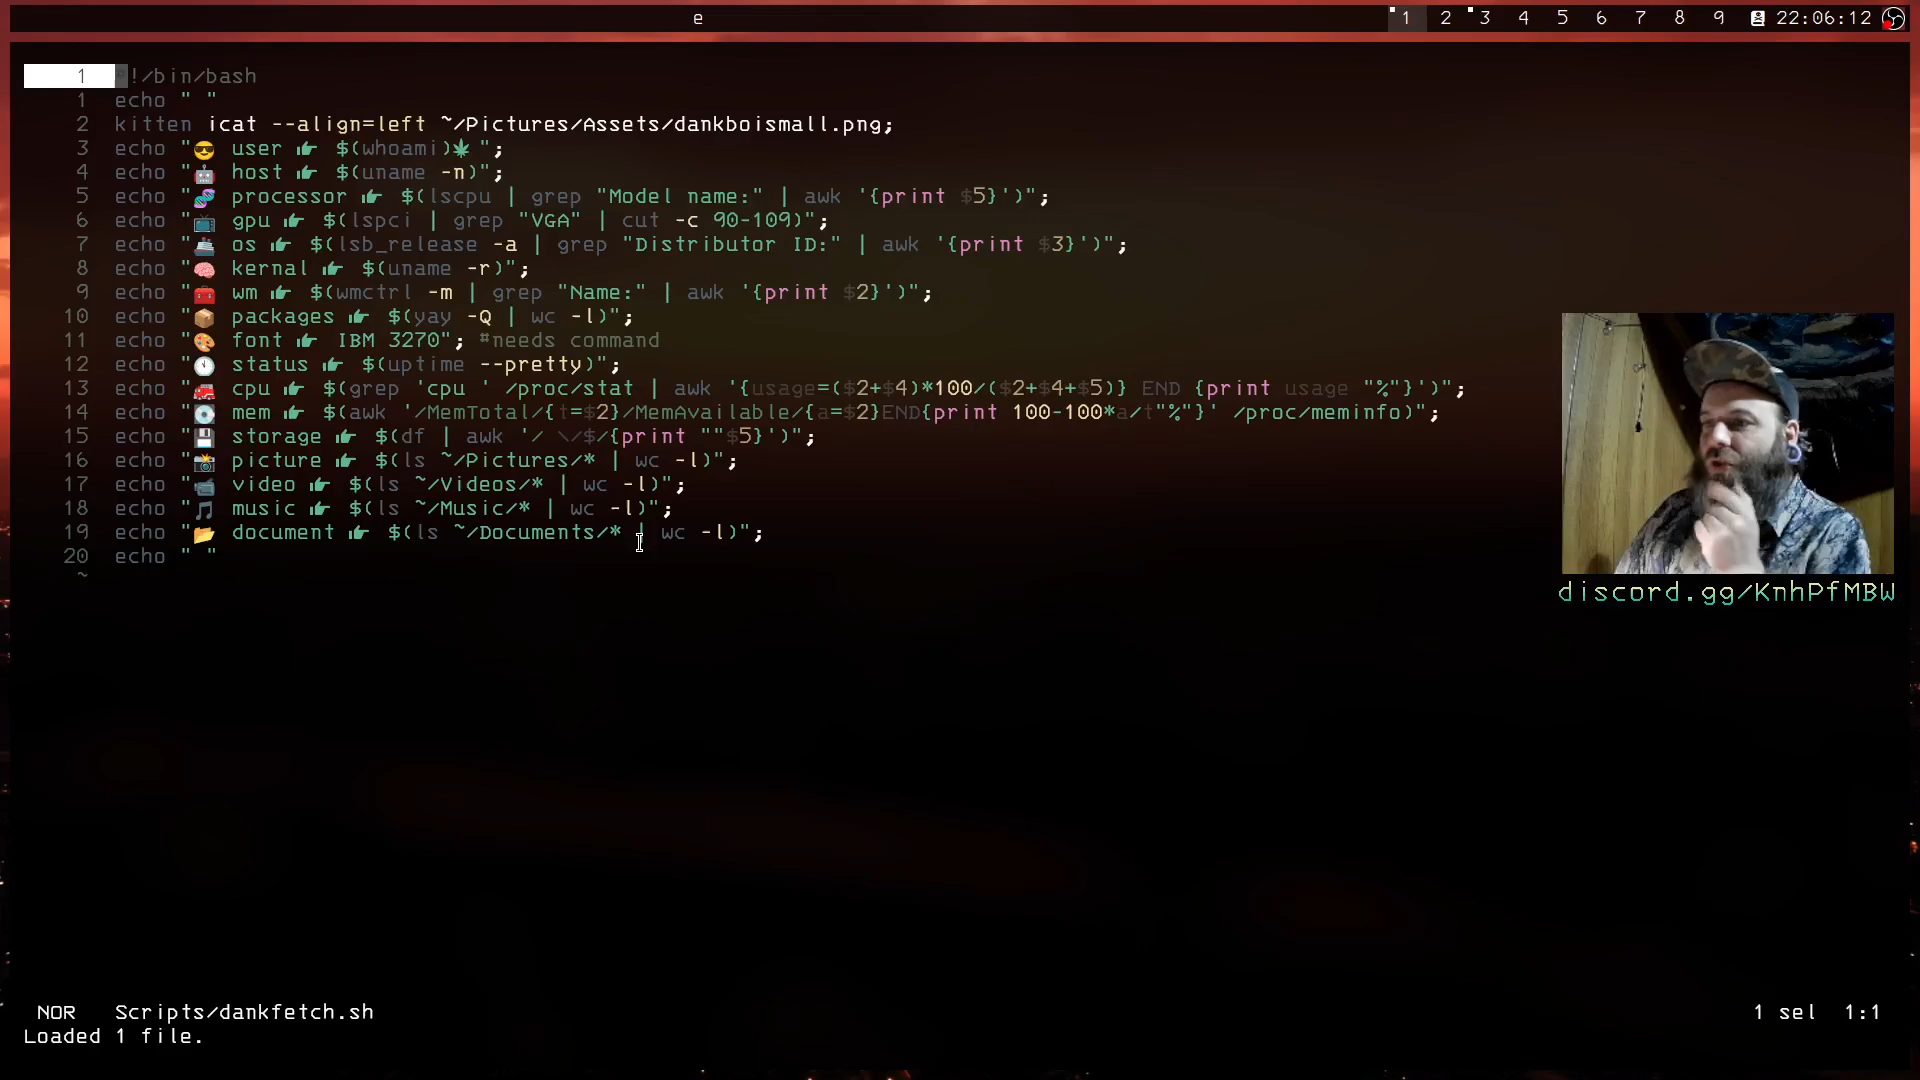 e
1 2 3 4 5 6 7 8 9 22:06:12
1 #!/bin/bash
1 echo " "
2 kitten icat --align=left ~/Pictures/Assets/dankboismall.png;
3 echo "😎 user 👉 $(whoami)🌿 ";
4 echo "🤖 host 👉 $(uname -n)";
5 echo "🧬 processor 👉 $(lscpu | grep "Model name:" | awk '{print $5}')";
6 echo "📺 gpu 👉 $(lspci | grep "VGA" | cut -c 90-109)";
7 echo "🚢 os 👉 $(lsb_release -a | grep "Distributor ID:" | awk '{print $3}')";
8 echo "🧠 kernal 👉 $(uname -r)";
9 echo "🧰 wm 👉 $(wmctrl -m | grep "Name:" | awk '{print $2}')";
10 echo "📦 packages 👉 $(yay -Q | wc -l)";
11 echo "🎨 font 👉 IBM 3270"; #needs command
12 echo "🕚 status 👉 $(uptime --pretty)";
13 echo "🚒 cpu 👉 $(grep 'cpu ' /proc/stat | awk '{usage=($2+$4)*100/($2+$4+$5)} END {print usage "%"}')";
14 echo "💽 mem 👉 $(awk '/MemTotal/{t=$2}/MemAvailable/{a=$2}END{print 100-100*a/t"%"}' /proc/meminfo)";
15 echo "💾 storage 👉 $(df | awk '/ \/$/{print ""$5}')";
16 echo "📸 picture 👉 $(ls ~/Pictures/* | wc -l)";
17 echo "📹 video 👉 $(ls ~/Videos/* | wc -l)";
18 echo "🎵 music 👉 $(ls ~/Music/* | wc -l)";
19 echo "📂 document 👉 $(ls ~/Documents/* | wc -l)";
20 echo " "
~
discord.gg/KnhPfMBW
NOR Scripts/dankfetch.sh 1 sel 1:1
Loaded 1 file.